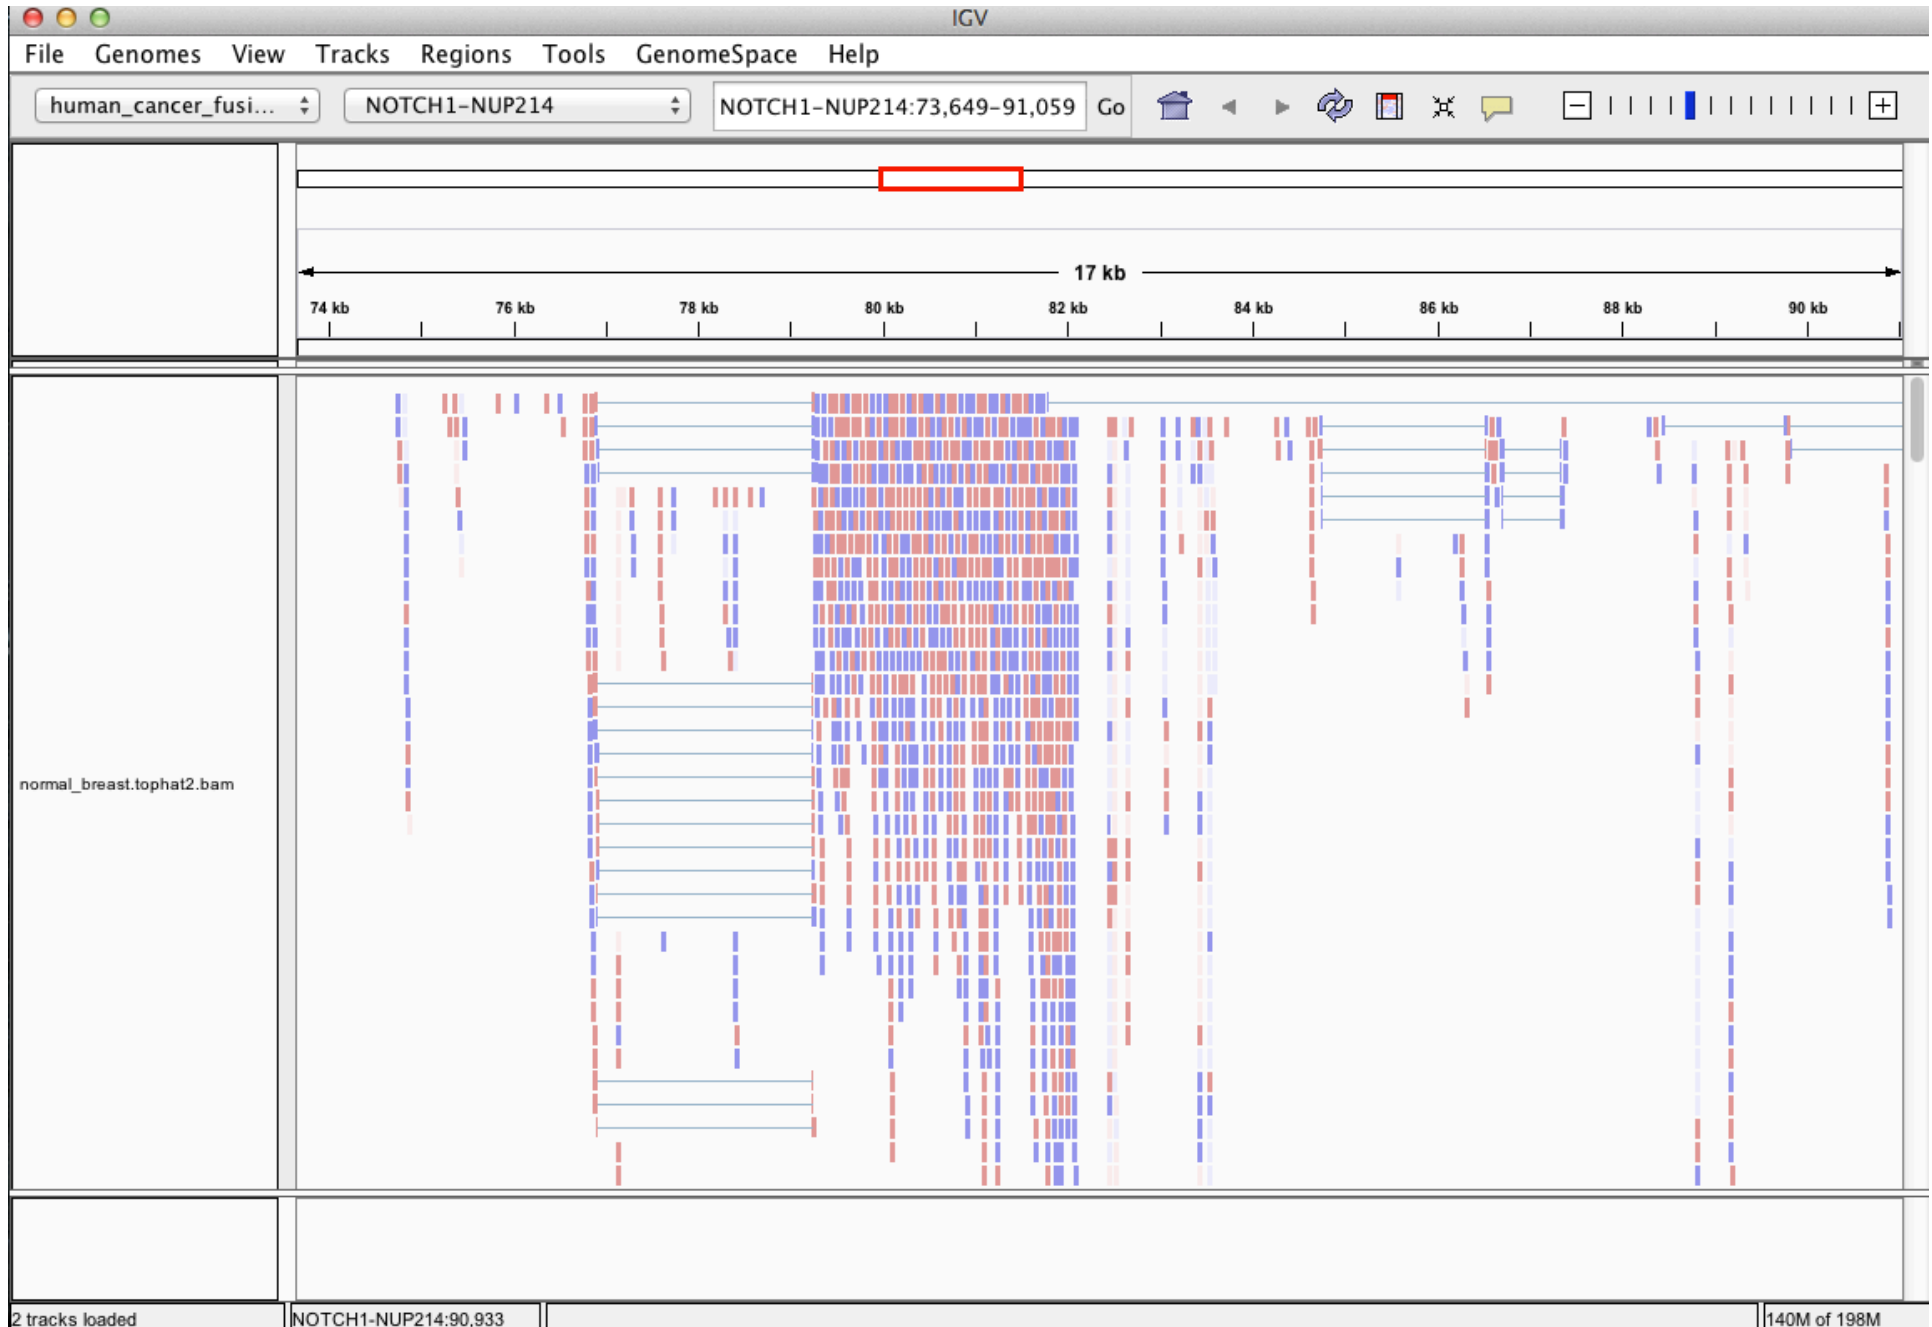 IGV
File Genomes View Tracks Regions Tools GenomeSpace Help
human_cancer_fusi... NOTCH1-NUP214 NOTCH1-NUP214:73,649-91,059 Go
17 kb
74 kb 76 kb 78 kb 80 kb 82 kb 84 kb 86 kb 88 kb 90 kb
normal_breast.tophat2.bam
2 tracks loaded NOTCH1-NUP214:90,933 140M of 198M